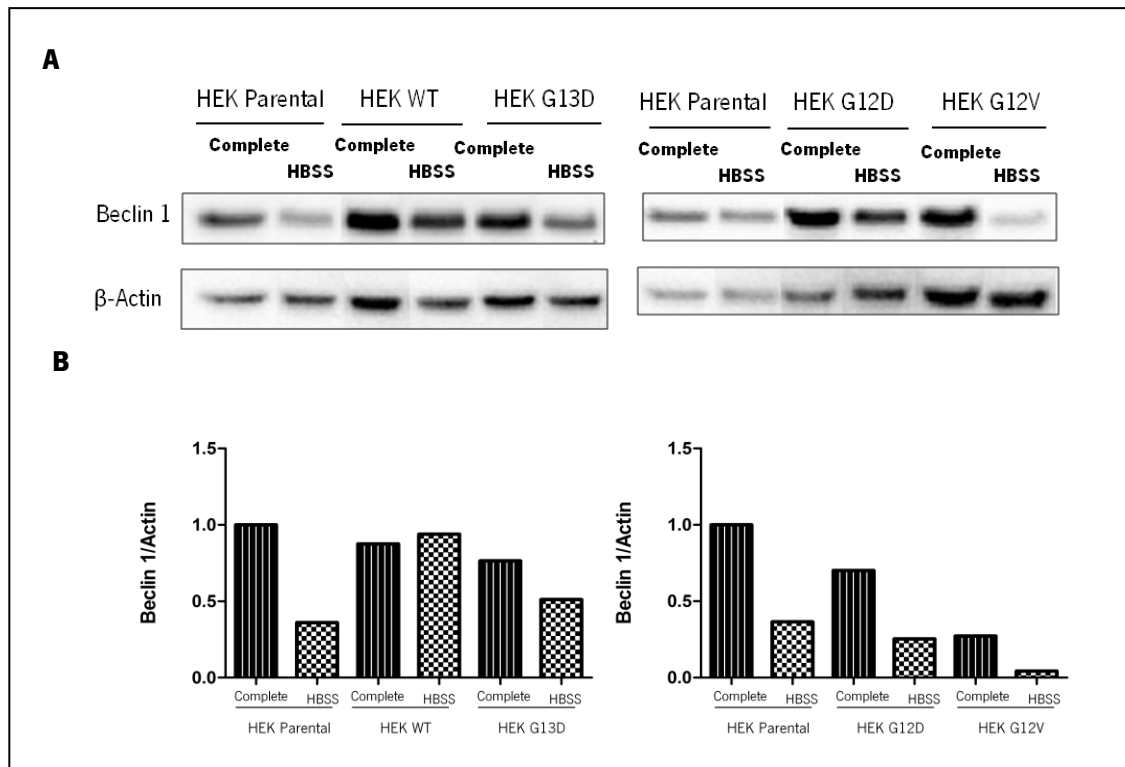 A
HEK Parental HEK WT HEK G13D
Complete Complete Complete
HBSS HBSS HBSS
HEK Parental HEK G12D HEK G12V
Complete Complete Complete
HBSS HBSS HBSS
Beclin 1
β-Actin
B
Beclin 1/Actin
1.5
1.0
0.5
0.0
Complete HBSS Complete HBSS Complete HBSS
HEK Parental HEK WT HEK G13D
Beclin 1/Actin
1.5
1.0
0.5
0.0
Complete HBSS Complete HBSS Complete HBSS
HEK Parental HEK G12D HEK G12V